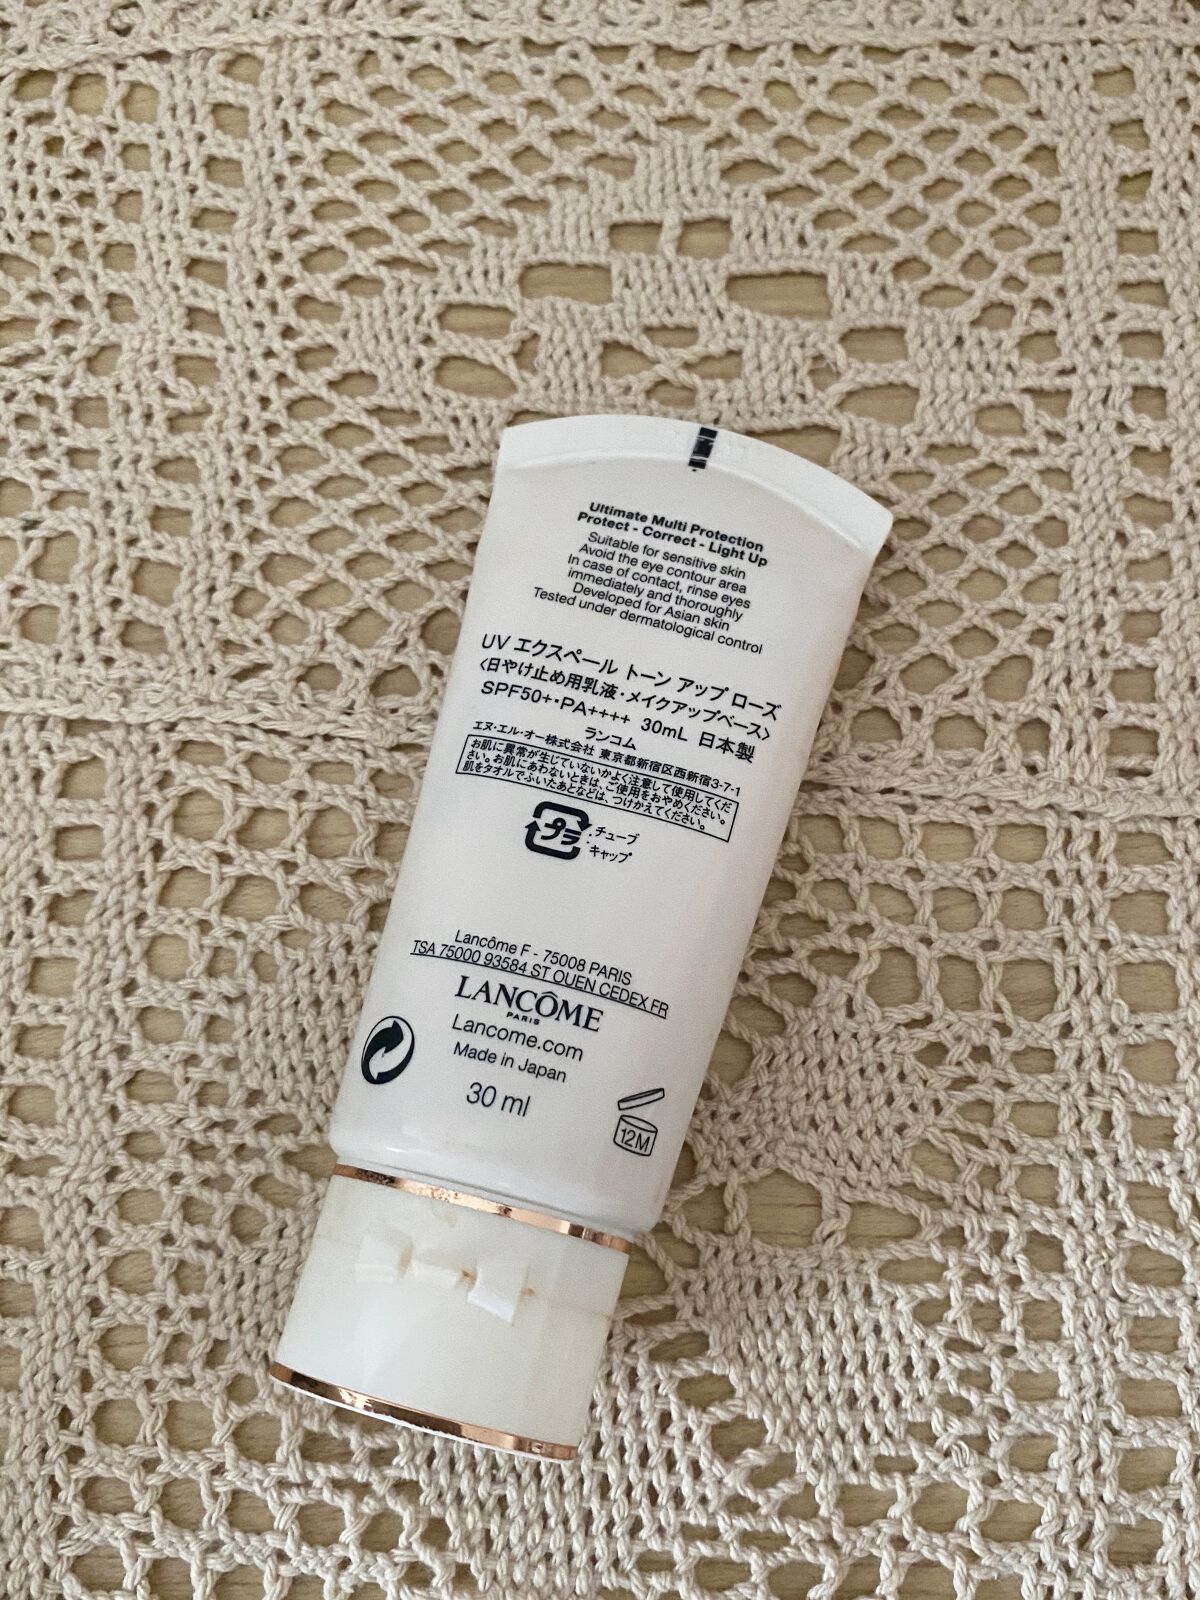 Ultimate Multi Protection
Protect - Correct - Light Up
Suitable for sensitive skin
Avoid the eye contour area
In case of contact, rinse eyes
immediately and thoroughly
Developed for Asian skin
Tested under dermatological control
UV エクスペール トーン アップ ローズ
〈日やけ止め用乳液・メイクアップベース〉
SPF50+・PA++++ 30mL 日本製
ランコム
エヌ・エル・オー株式会社 東京都新宿区西新宿3-7-1
お肌に異常が生じていないかよく注意して使用してくだ
さい。お肌にあわないときは、ご使用をおやめください。
肌をタオルでふいたあとなどは、つけかえてください。
プラ
:チューブ
:キャップ
Lancôme F - 75008 PARIS
TSA 75000 93584 ST OUEN CEDEX FR
LANCÔME
PARIS
Lancome.com
Made in Japan
30 ml
12M